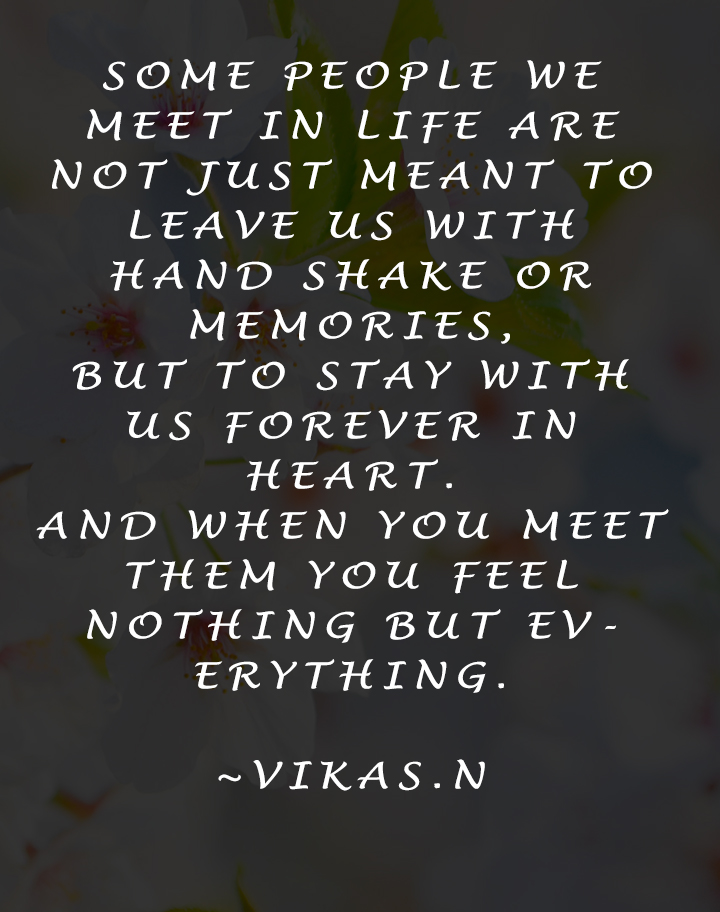 SOME PEOPLE WE
MEET IN LIFE ARE
NOT JUST MEANT TO
LEAVE US WITH
HAND SHAKE OR
MEMORIES,
BUT TO STAY WITH
US FOREVER IN
HEART.
AND WHEN YOU MEET
THEM YOU FEEL
NOTHING BUT EV-
ERYTHING.
~VIKAS.N